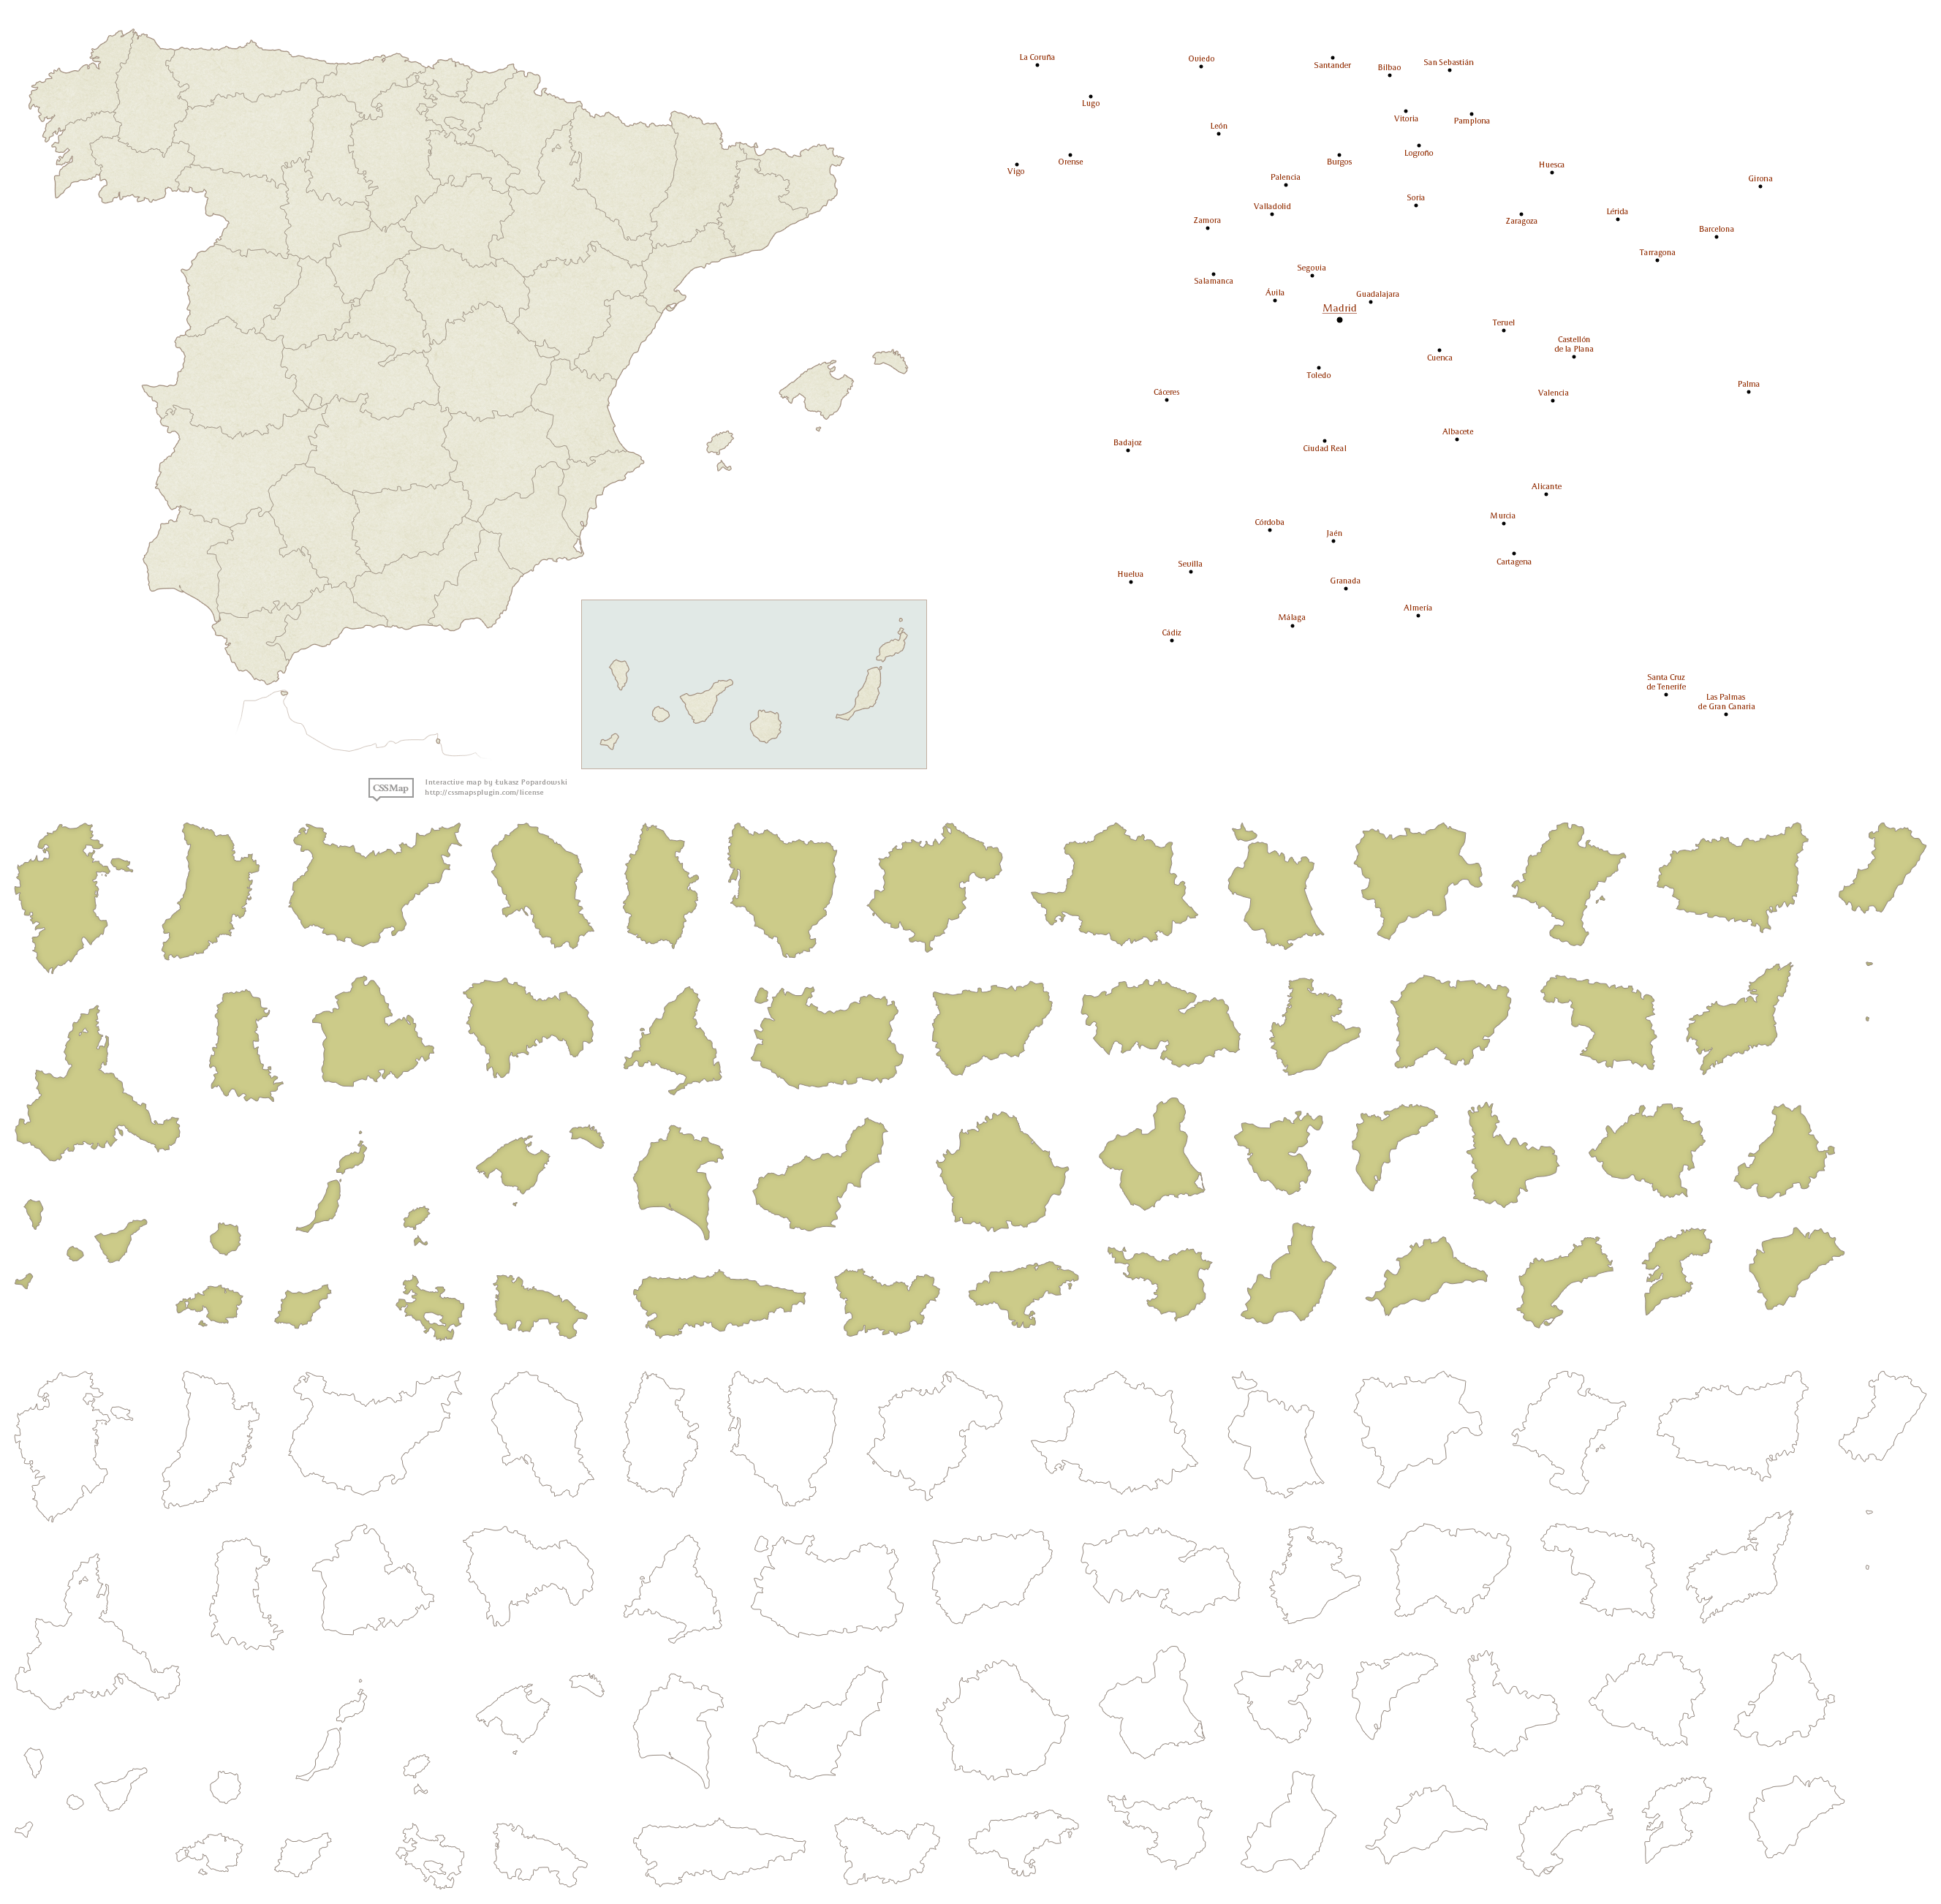 La Coruña
Oviedo
Santander
Bilbao
San Sebastián
Lugo
Vitoria
Pamplona
León
Logroño
Orense
Burgos
Vigo
Huesca
Palencia
Girona
Soria
Valladolid
Lérida
Zamora
Zaragoza
Barcelona
Tarragona
Segovia
Salamanca
Ávila
Guadalajara
Madrid
Teruel
Castellón
de la Plana
Cuenca
Toledo
Palma
Cáceres
Valencia
Albacete
Badajoz
Ciudad Real
Alicante
Murcia
Córdoba
Jaén
Cartagena
Sevilla
Huelva
Granada
Almería
Málaga
Cádiz
Santa Cruz
de Tenerife
Las Palmas
de Gran Canaria
CSSMap
Interactive map by Łukasz Popardowski
http://cssmapsplugin.com/license